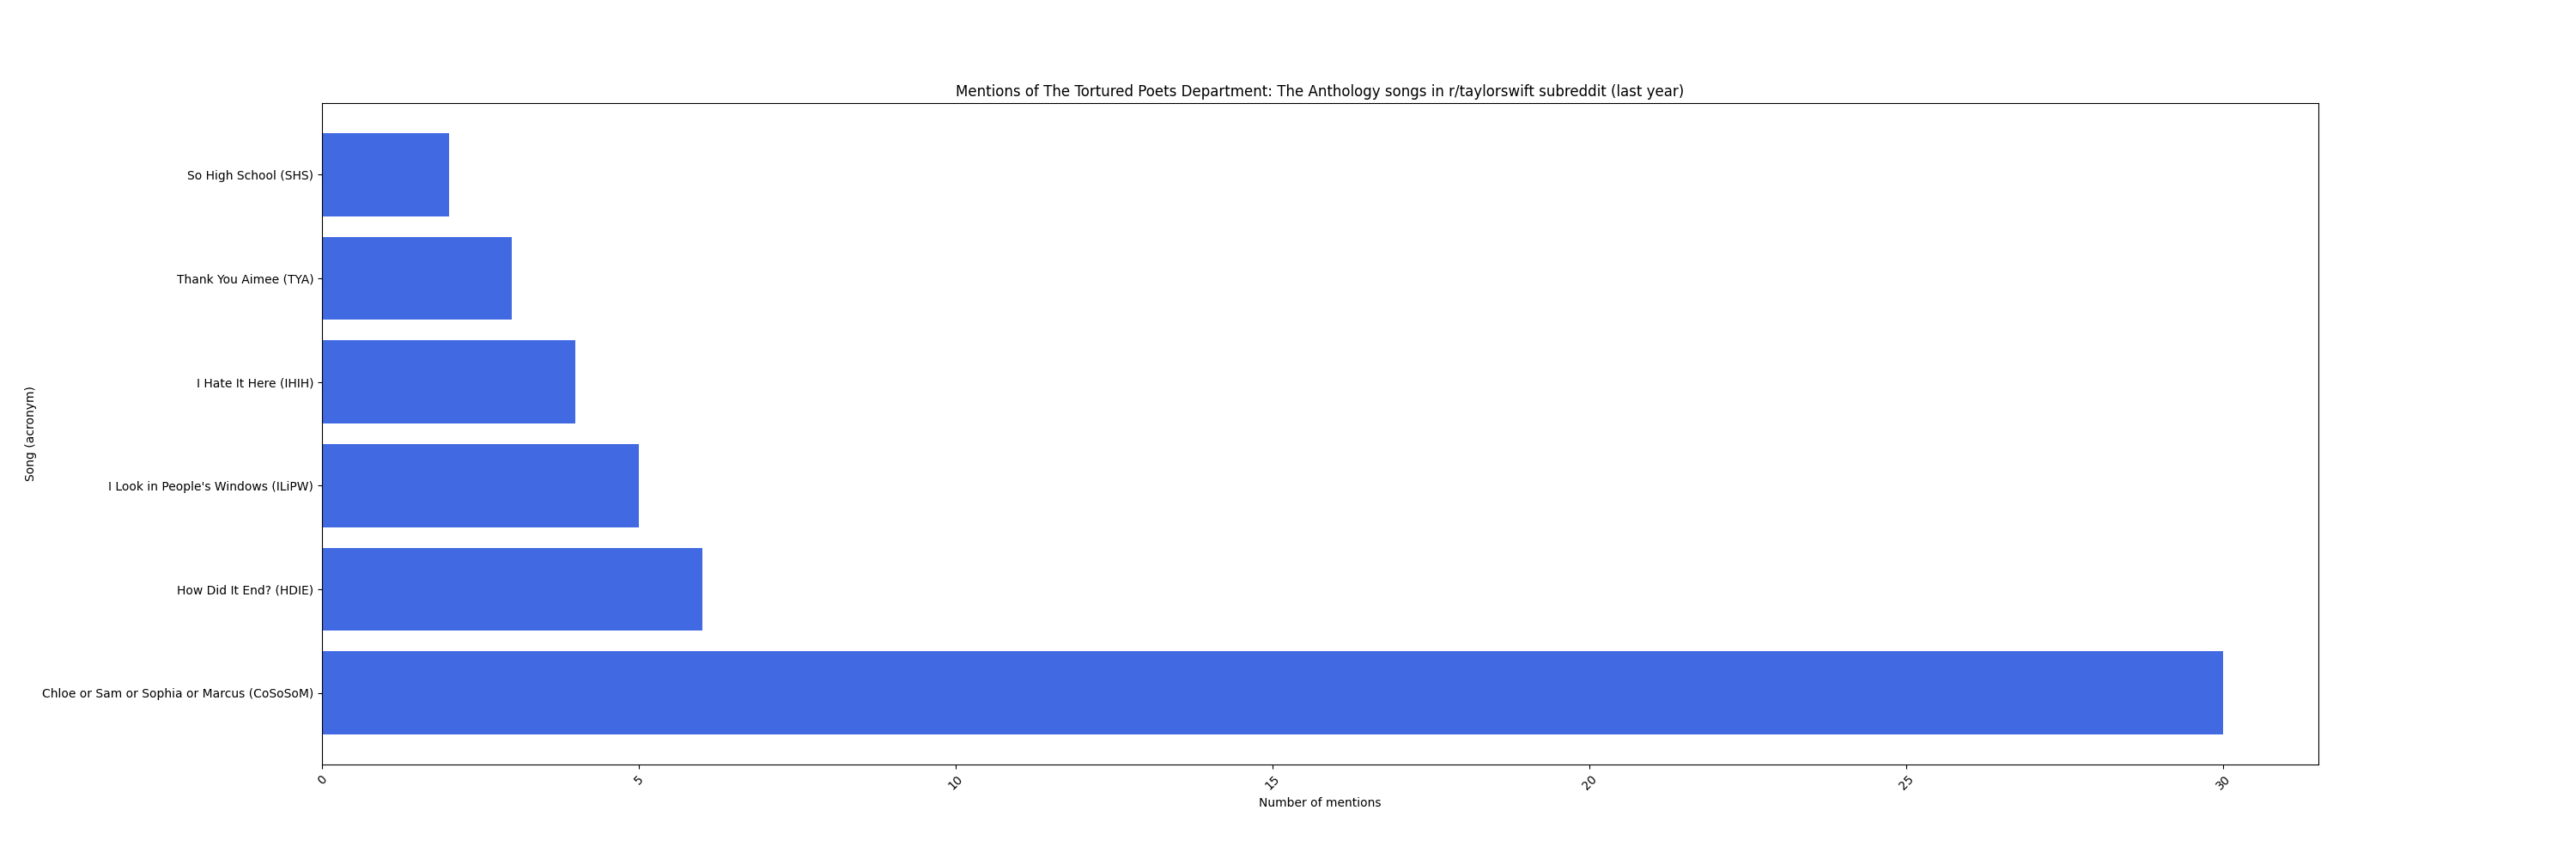 Mentions of The Tortured Poets Department: The Anthology songs in r/taylorswift subreddit (last year)
Song (acronym)
So High School (SHS)
Thank You Aimee (TYA)
I Hate It Here (IHIH)
I Look in People's Windows (ILiPW)
How Did It End? (HDIE)
Chloe or Sam or Sophia or Marcus (CoSoSoM)
0 5 10 15 20 25 30
Number of mentions